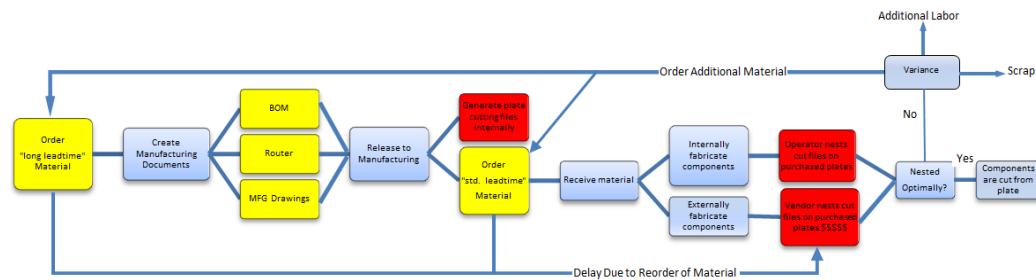 Additional Labor
Order Additional Material
Variance
Scrap
No
Order
"long leadtime"
Material
Create
Manufacturing
Documents
BOM
Router
MFG Drawings
Release to
Manufacturing
Generate plate
cutting files
Internally
Order
"std. leadtime"
Material
Receive material
Internally
fabricate
components
Externally
fabricate
components
Operator nests
cut files on
purchased plates
Vendor nests cut
files on purchased
plates $$$$$
Nested
Optimally?
Yes
Components
are cut from
plate
Delay Due to Reorder of Material